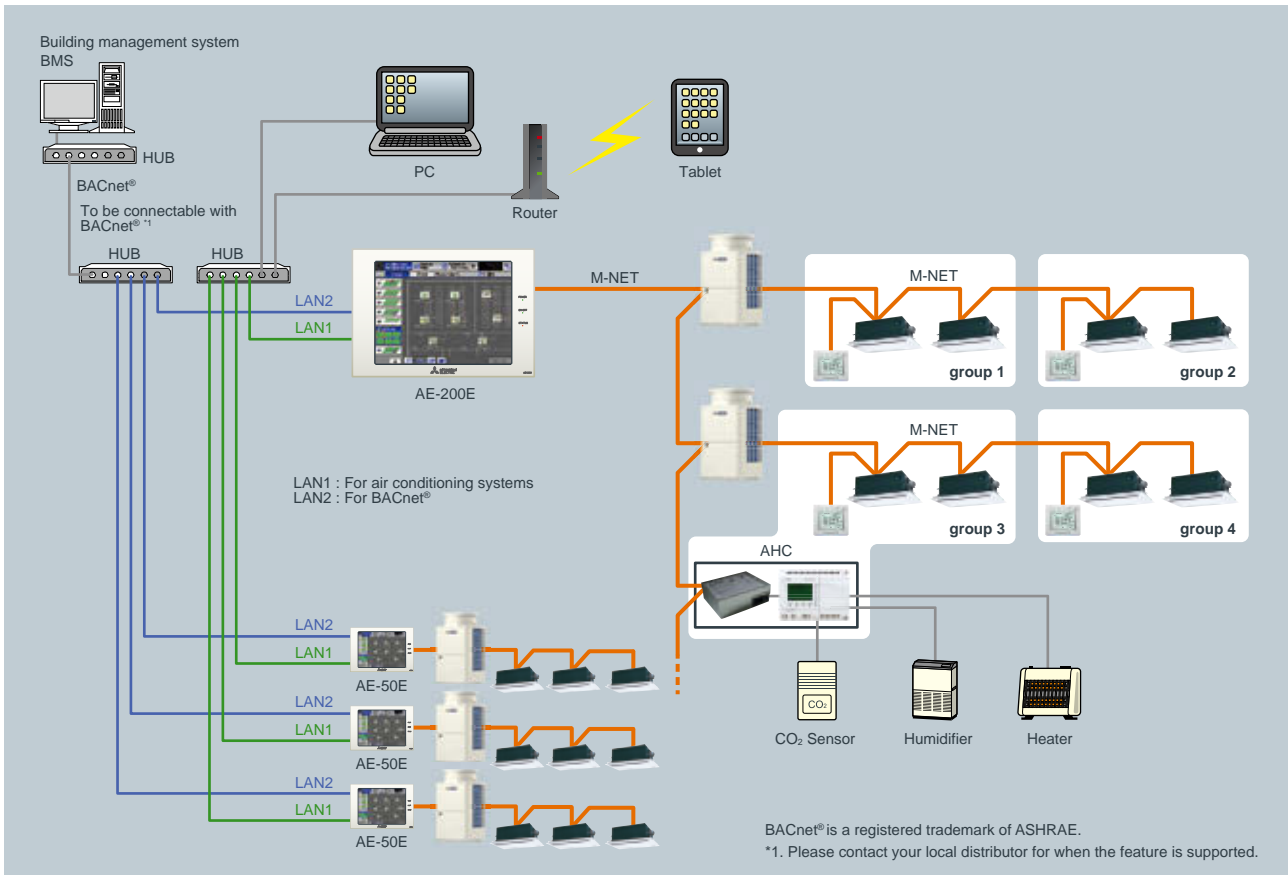 Building management system
BMS
HUB
BACnet®
To be connectable with
BACnet® *1
HUB
HUB
PC
Router
Tablet
LAN2
LAN1
AE-200E
M-NET
M-NET
group 1
group 2
M-NET
group 3
group 4
LAN1 : For air conditioning systems
LAN2 : For BACnet®
AHC
LAN2
LAN1
AE-50E
LAN2
LAN1
AE-50E
LAN2
LAN1
AE-50E
CO₂
CO₂ Sensor
Humidifier
Heater
BACnet® is a registered trademark of ASHRAE.
*1. Please contact your local distributor for when the feature is supported.